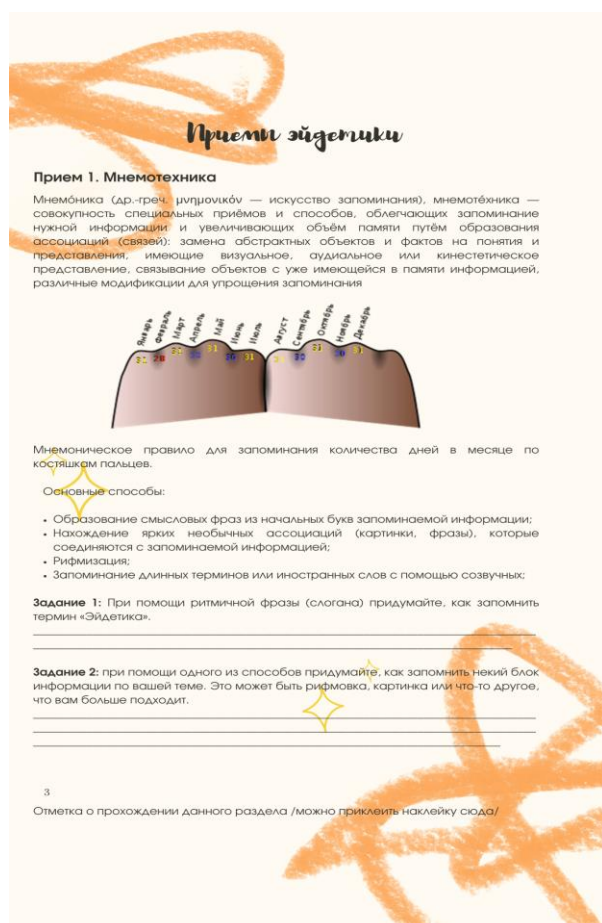 Приемы эйдетики
Прием 1. Мнемотехника
Мнемо́ника (др.-греч. μνημονικόν — искусство запоминания), мнемоте́хника —
совокупность специальных приёмов и способов, облегчающих запоминание
нужной информации и увеличивающих объём памяти путём образования
ассоциаций (связей): замена абстрактных объектов и фактов на понятия и
представления, имеющие визуальное, аудиальное или кинестетическое
представление, связывание объектов с уже имеющейся в памяти информацией,
различные модификации для упрощения запоминания
Январь Февраль Март Апрель Май Июнь Июль Август Сентябрь Октябрь Ноябрь Декабрь
31 28 31 30 31 30 31 31 30 31 30 31
Мнемоническое правило для запоминания количества дней в месяце по
костяшкам пальцев.
Основные способы:
• Образование смысловых фраз из начальных букв запоминаемой информации;
• Нахождение ярких необычных ассоциаций (картинки, фразы), которые
соединяются с запоминаемой информацией;
• Рифмизация;
• Запоминание длинных терминов или иностранных слов с помощью созвучных;
Задание 1: При помощи ритмичной фразы (слогана) придумайте, как запомнить
термин «Эйдетика».
Задание 2: при помощи одного из способов придумайте, как запомнить некий блок
информации по вашей теме. Это может быть рифмовка, картинка или что-то другое,
что вам больше подходит.
3
Отметка о прохождении данного раздела /можно приклеить наклейку сюда/